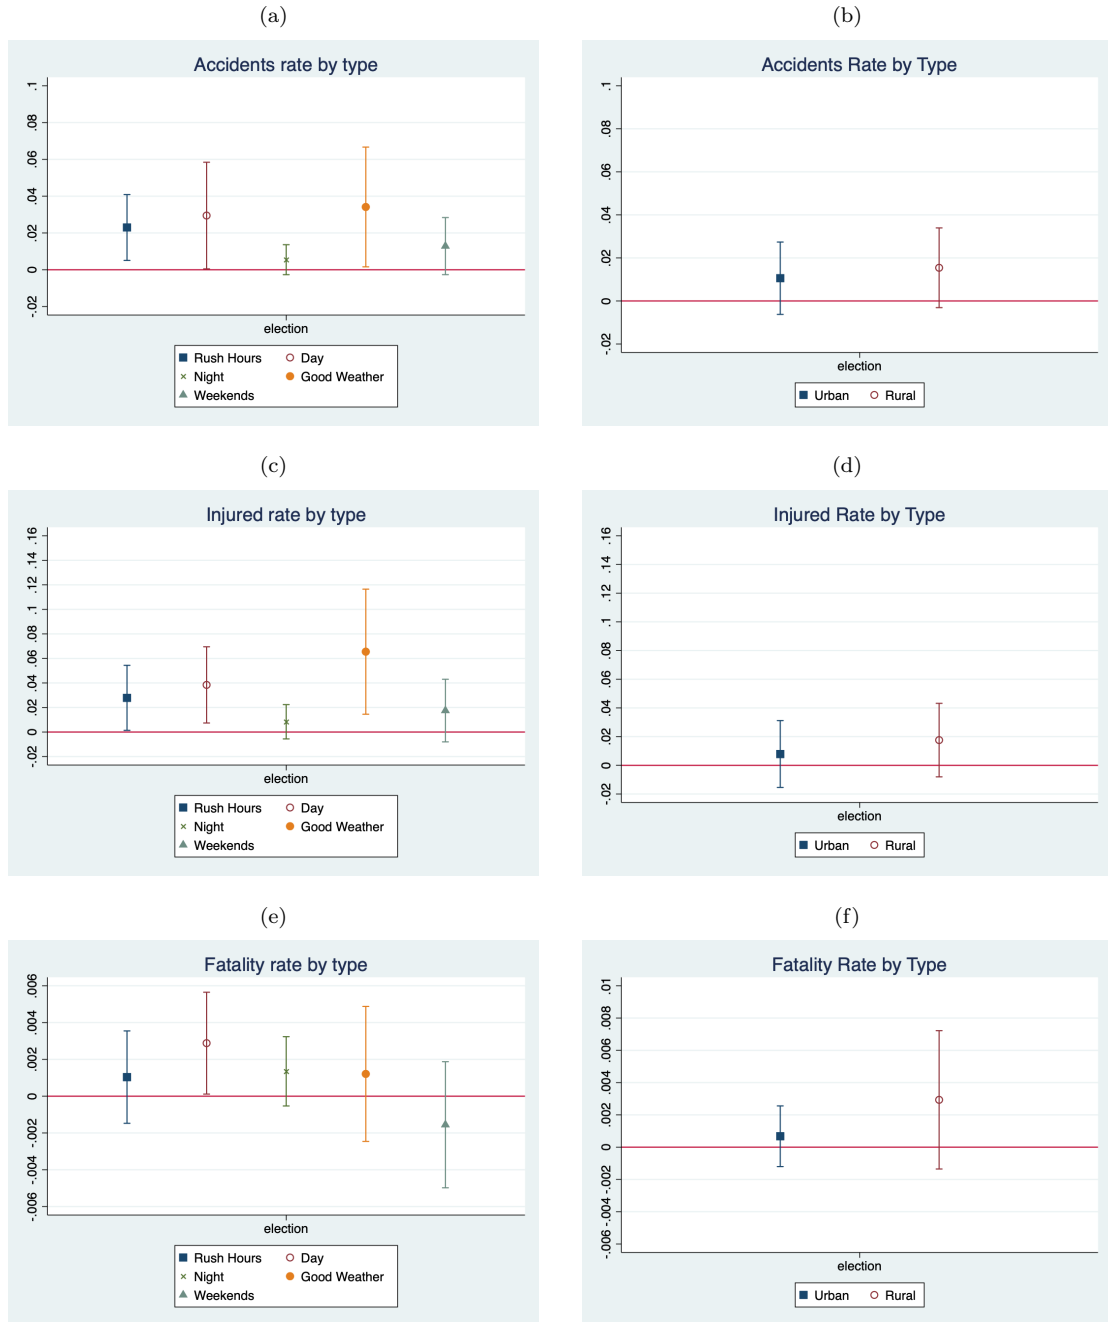 (a)
Accidents rate by type
.1
.08
.06
.04
.02
0
-.02
election
Rush Hours Day
Night Good Weather
Weekends
(b)
Accidents Rate by Type
.1
.08
.06
.04
.02
0
-.02
election
Urban Rural
(c)
Injured rate by type
.16
.14
.12
.1
.08
.06
.04
.02
0
-.02
election
Rush Hours Day
Night Good Weather
Weekends
(d)
Injured Rate by Type
.16
.14
.12
.1
.08
.06
.04
.02
0
-.02
election
Urban Rural
(e)
Fatality rate by type
.006
.004
.002
0
-.002
-.004
-.006
election
Rush Hours Day
Night Good Weather
Weekends
(f)
Fatality Rate by Type
.01
.008
.006
.004
.002
0
-.002
-.004
-.006
election
Urban Rural